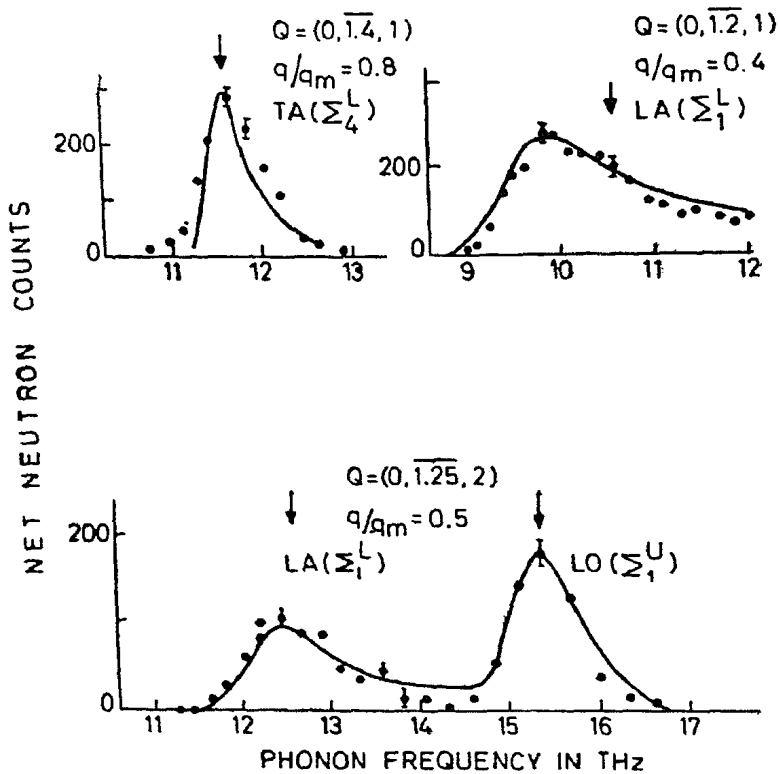 Q=(0,1̅.̅4̅,1)
q/qm=0.8
TA(Σ4L)
200
0
11
12
13
Q=(0,1̅.̅2̅,1)
q/qm=0.4
LA(Σ1L)
200
0
9
10
11
12
NET NEUTRON COUNTS
Q=(0,1̅.̅2̅5̅,2)
q/qm=0.5
LA(Σ1L)
LO(Σ1U)
200
0
11
12
13
14
15
16
17
PHONON FREQUENCY IN THz